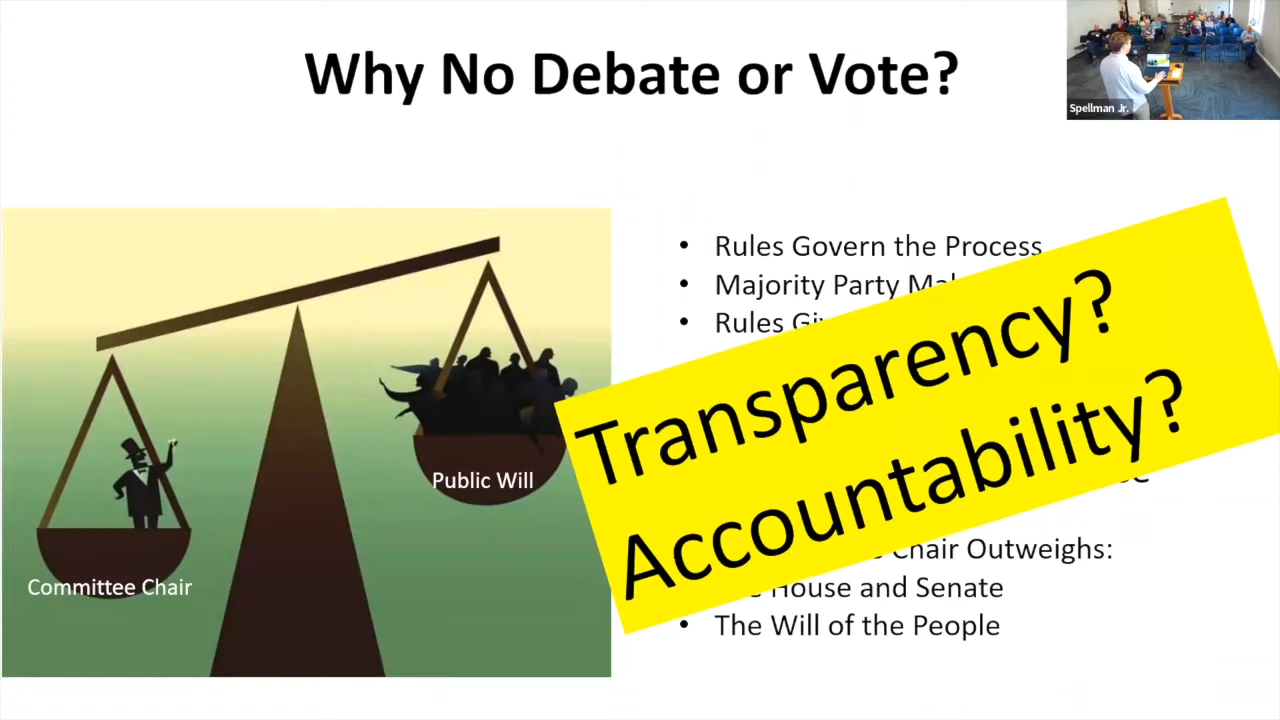 Why No Debate or Vote?
Spellman Jr.
Public Will
Committee Chair
• Rules Govern the Process
• Majority Party
• Rules
Transparency?
Accountability?
Chair Outweighs:
House and Senate
• The Will of the People